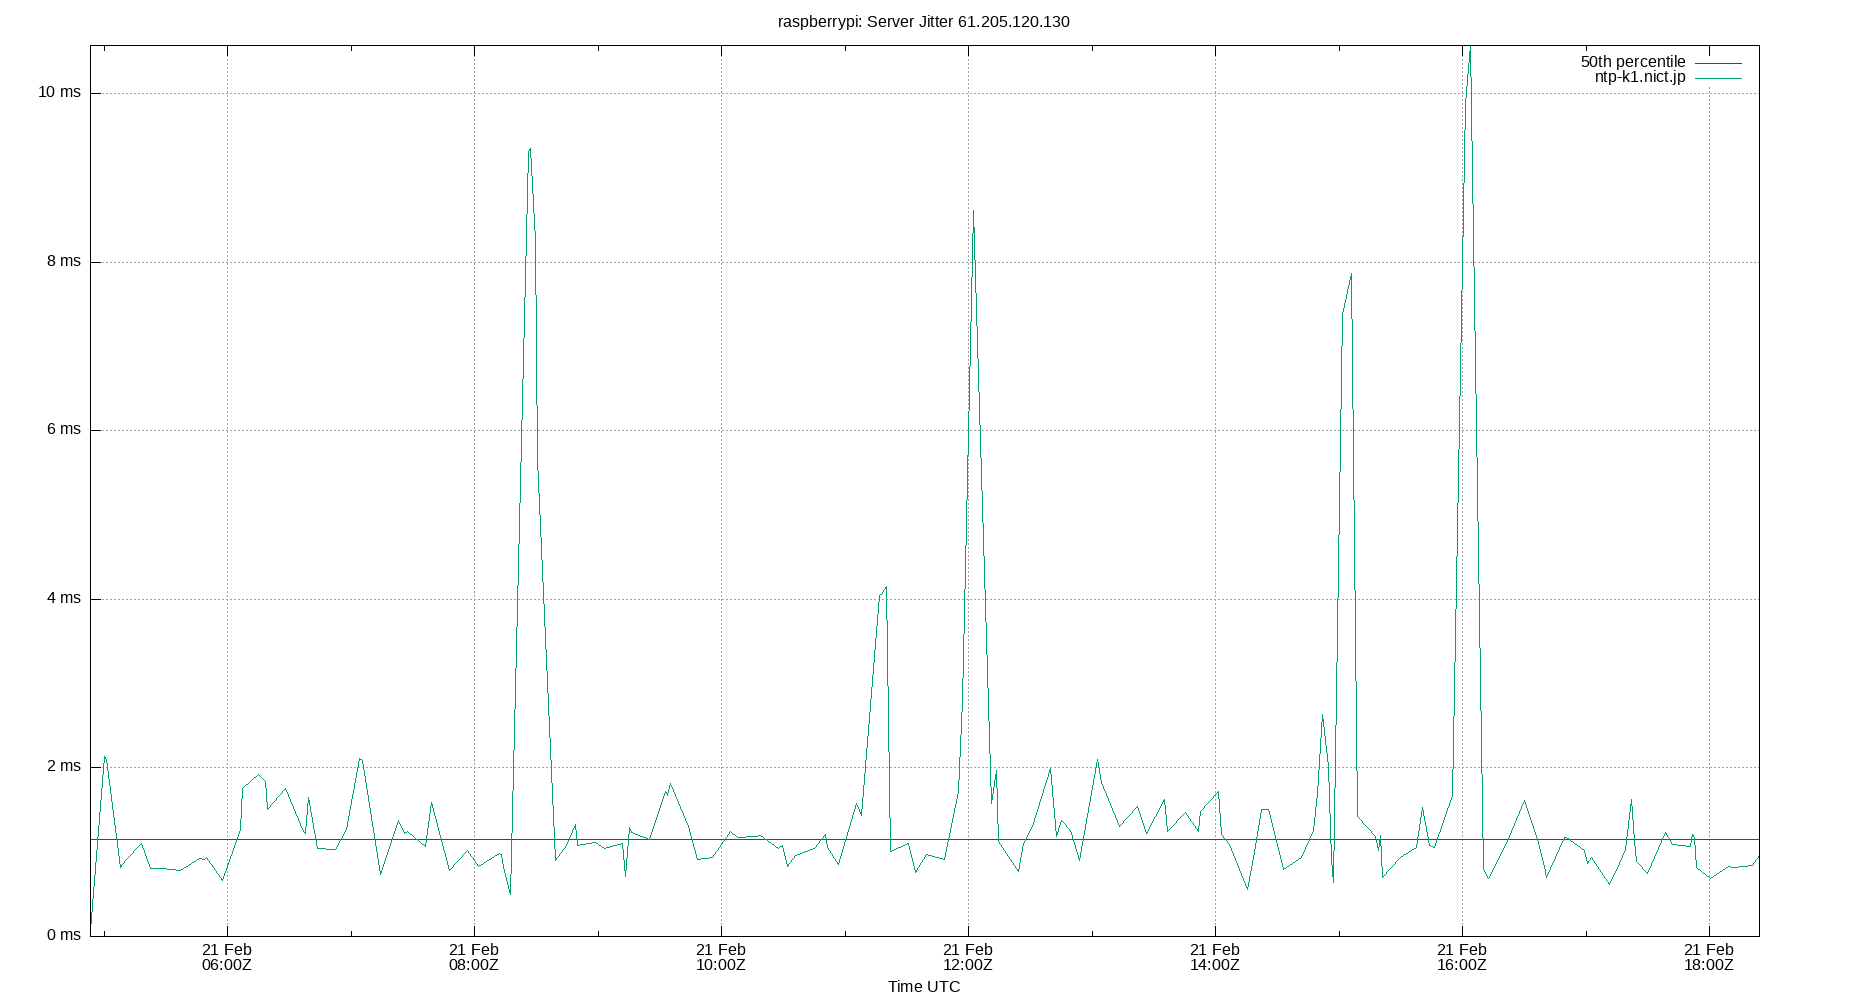 raspberrypi: Server Jitter 61.205.120.130
50th percentile
ntp-k1.nict.jp
10 ms
8 ms
6 ms
4 ms
2 ms
0 ms
21 Feb 21 Feb 21 Feb 21 Feb 21 Feb 21 Feb 21 Feb
06:00Z 08:00Z 10:00Z 12:00Z 14:00Z 16:00Z 18:00Z
Time UTC